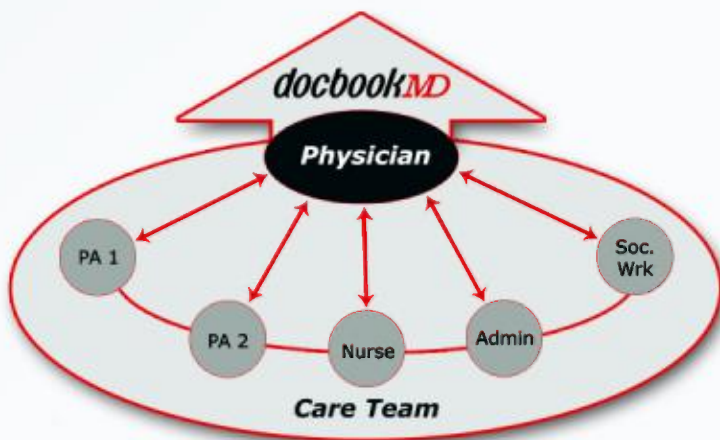 docbookMD
Physician
PA 1
Soc.
Wrk
PA 2
Nurse
Admin
Care Team